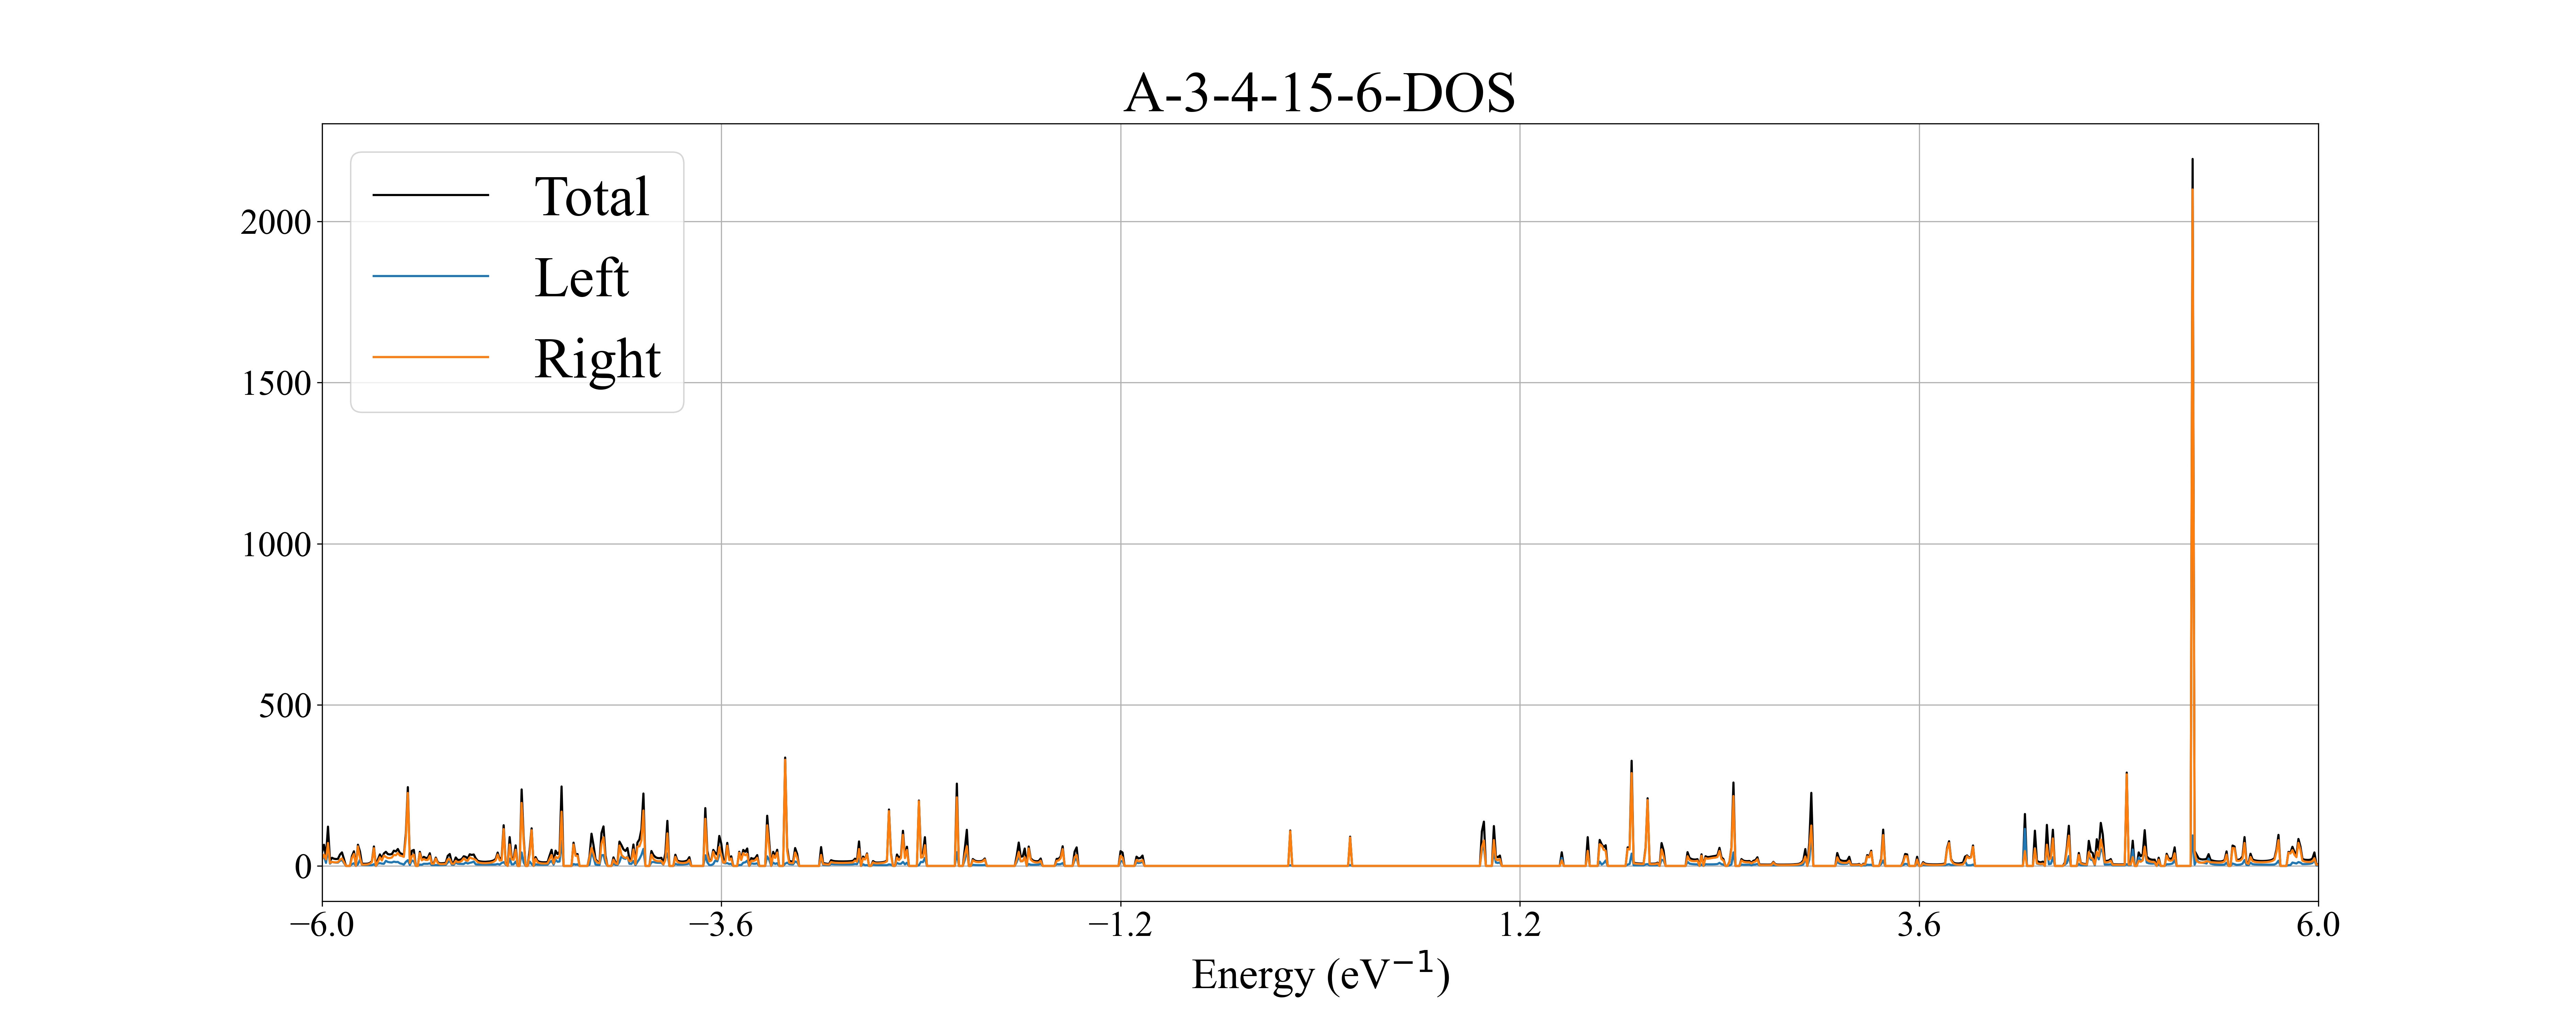 A-3-4-15-6-DOS
Total
Left
Right
2000
1500
1000
500
0
−6.0 −3.6 −1.2 1.2 3.6 6.0
Energy (eV⁻¹)